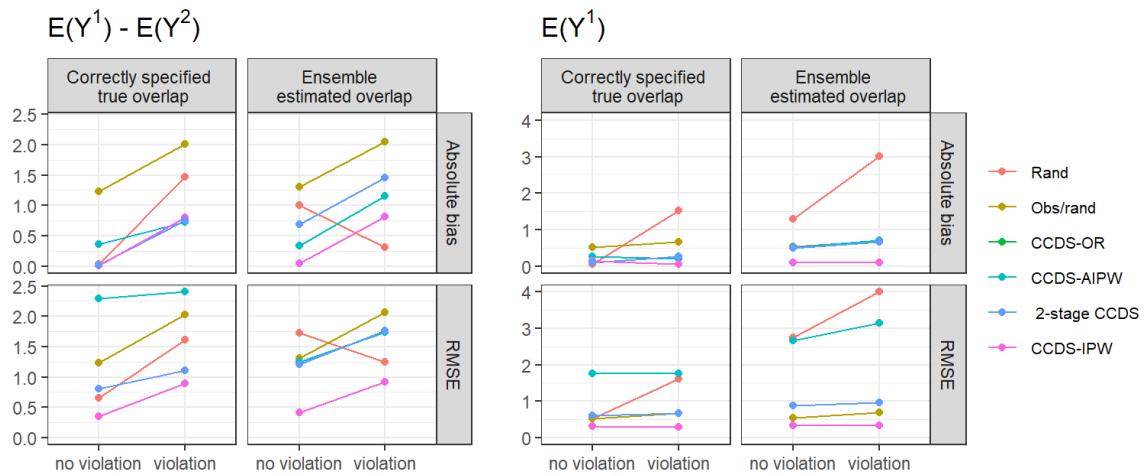 E(Y¹) - E(Y²)
E(Y¹)
Correctly specified
true overlap
Ensemble
estimated overlap
Correctly specified
true overlap
Ensemble
estimated overlap
2.5
2.0
1.5
1.0
0.5
0.0
Absolute bias
2.5
2.0
1.5
1.0
0.5
0.0
RMSE
no violation
violation
no violation
violation
4
3
2
1
0
Absolute bias
4
3
2
1
0
RMSE
no violation
violation
no violation
violation
Rand
Obs/rand
CCDS-OR
CCDS-AIPW
2-stage CCDS
CCDS-IPW